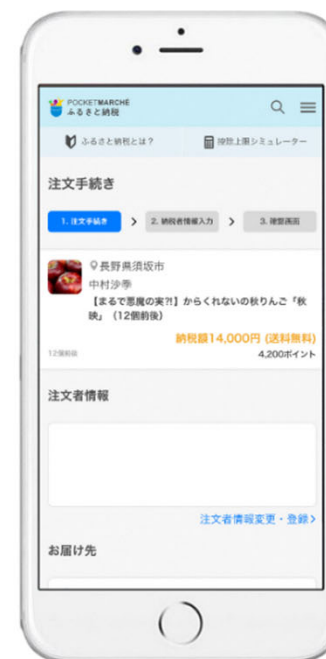 POCKETMARCHÉ
ふるさと納税
ふるさと納税とは？
控除上限シミュレーター
注文手続き
1. 注文手続き
2. 納税者情報入力
3. 確認画面
長野県須坂市
中村沙季
【まるで悪魔の実?!】からくれないの秋りんご「秋
映」（12個前後）
納税額14,000円 (送料無料)
12個前後
4,200ポイント
注文者情報
注文者情報変更・登録
お届け先